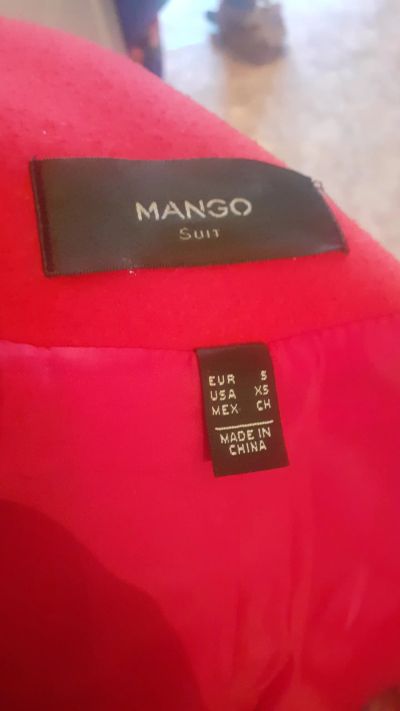 MANGO
SUIT
EUR S
USA XS
MEX CH
MADE IN
CHINA